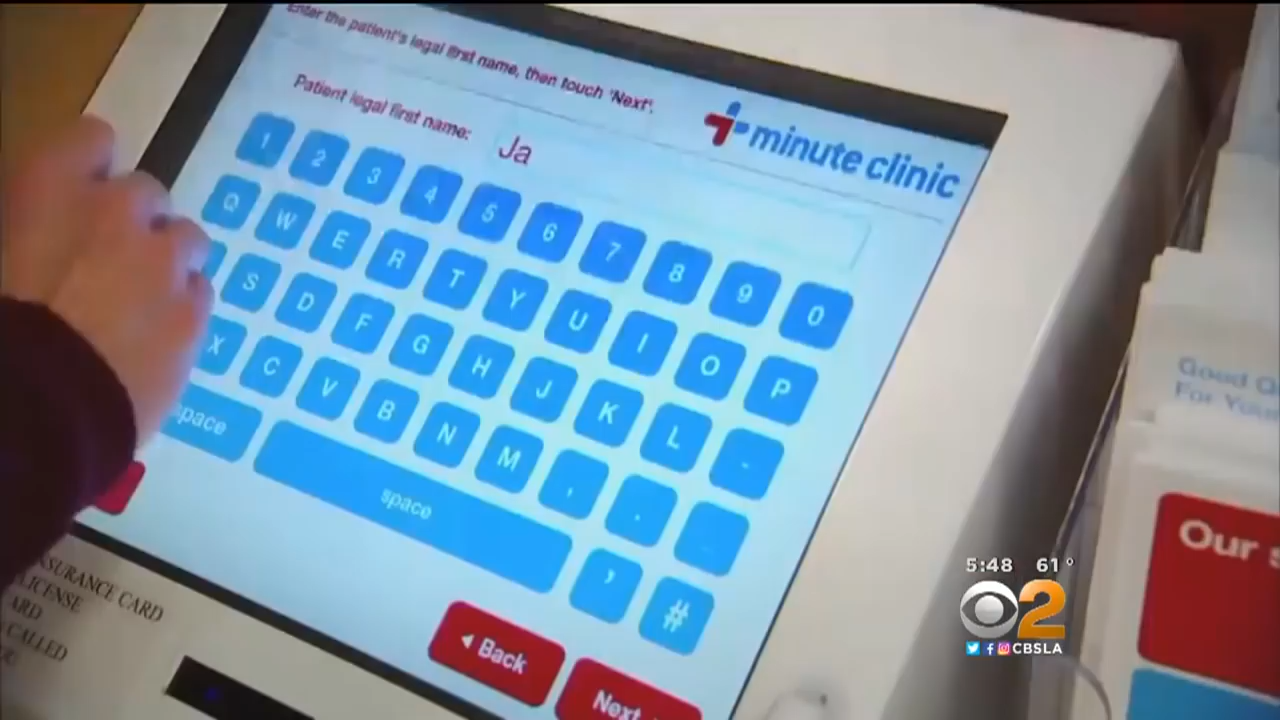 Enter the patient's legal first name, then touch 'Next'.
minute clinic
Patient legal first name:
Ja
1 2 3 4 5 6 7 8 9 0
Q W E R T Y U I O P
S D F G H J K L -
X C V B N M , .
space
space ' #
Back
Next
INSURANCE CARD
LICENSE
CALLED
Good
For
Our
5:48 61°
2
CBSLA